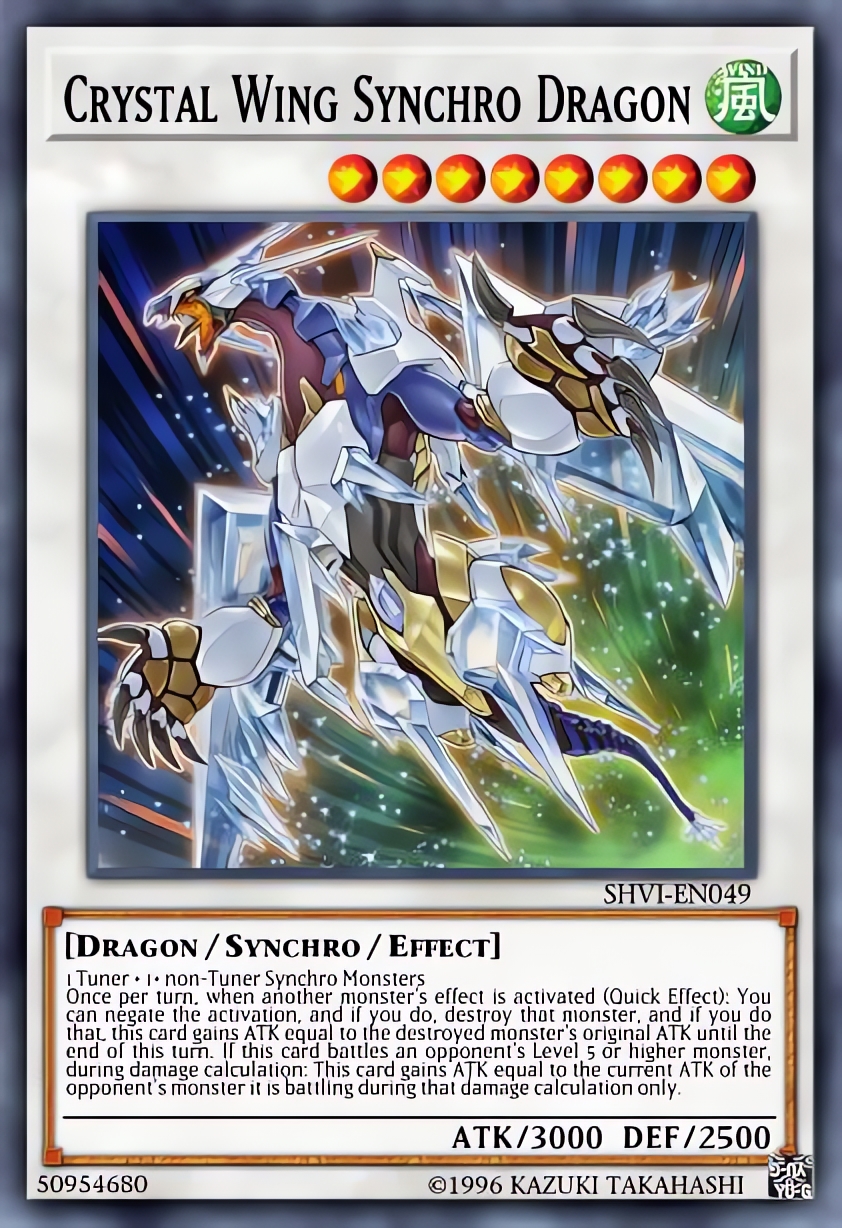 CRYSTAL WING SYNCHRO DRAGON
WIND
風
SHVI-EN049
[DRAGON / SYNCHRO / EFFECT]
1 Tuner + 1+ non-Tuner Synchro Monsters
Once per turn, when another monster's effect is activated (Quick Effect): You
can negate the activation, and if you do, destroy that monster, and if you do
that, this card gains ATK equal to the destroyed monster's original ATK until the
end of this turn. If this card battles an opponent's Level 5 or higher monster,
during damage calculation: This card gains ATK equal to the current ATK of the
opponent's monster it is battling during that damage calculation only.
ATK/3000 DEF/2500
50954680
©1996 KAZUKI TAKAHASHI